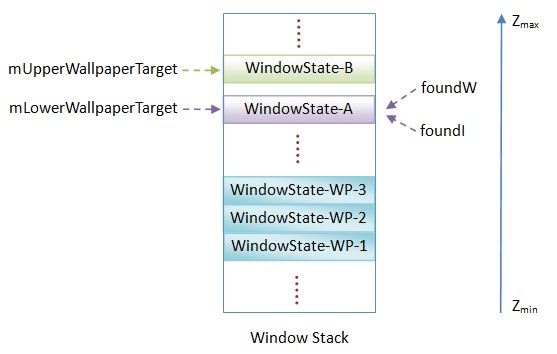 Zmax
WindowState-B
mUpperWallpaperTarget
foundW
mLowerWallpaperTarget
WindowState-A
foundI
WindowState-WP-3
WindowState-WP-2
WindowState-WP-1
Zmin
Window Stack